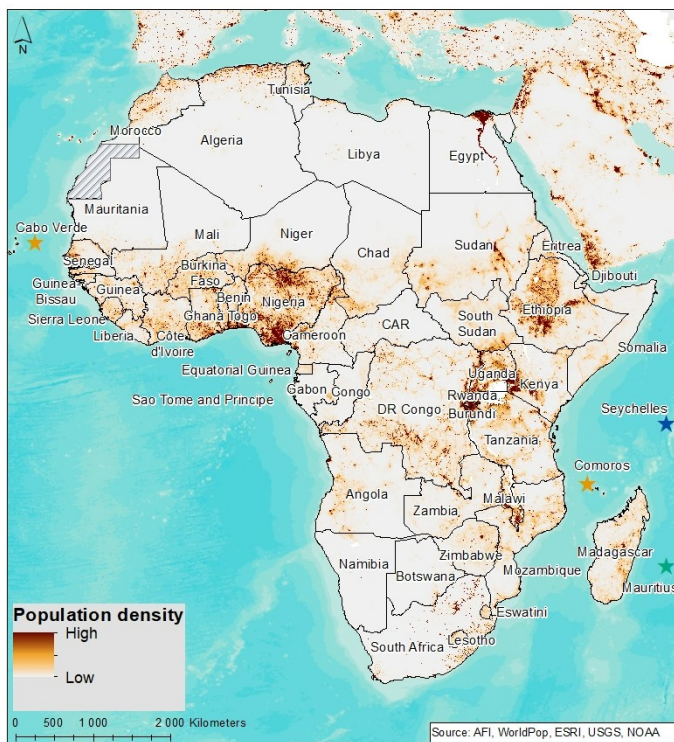 N
Tunisia
Morocco
Algeria
Libya
Egypt
Mauritania
Cabo Verde
Mali
Niger
Chad
Sudan
Eritrea
Senegal
Burkina
Faso
Djibouti
Guinea
Bissau
Guinea
Benin
Nigeria
Ethiopia
Sierra Leone
Ghana
Togo
South
Sudan
CAR
Liberia
Côte
d'Ivoire
Cameroon
Somalia
Equatorial Guinea
Uganda
Kenya
Gabon
Congo
Rwanda
Sao Tome and Principe
DR Congo
Burundi
Seychelles
Tanzania
Comoros
Angola
Malawi
Zambia
Madagascar
Zimbabwe
Mozambique
Namibia
Botswana
Mauritius
Eswatini
Lesotho
South Africa
Population density
High
Low
0 500 1 000 2 000 Kilometers
Source: AFI, WorldPop, ESRI, USGS, NOAA